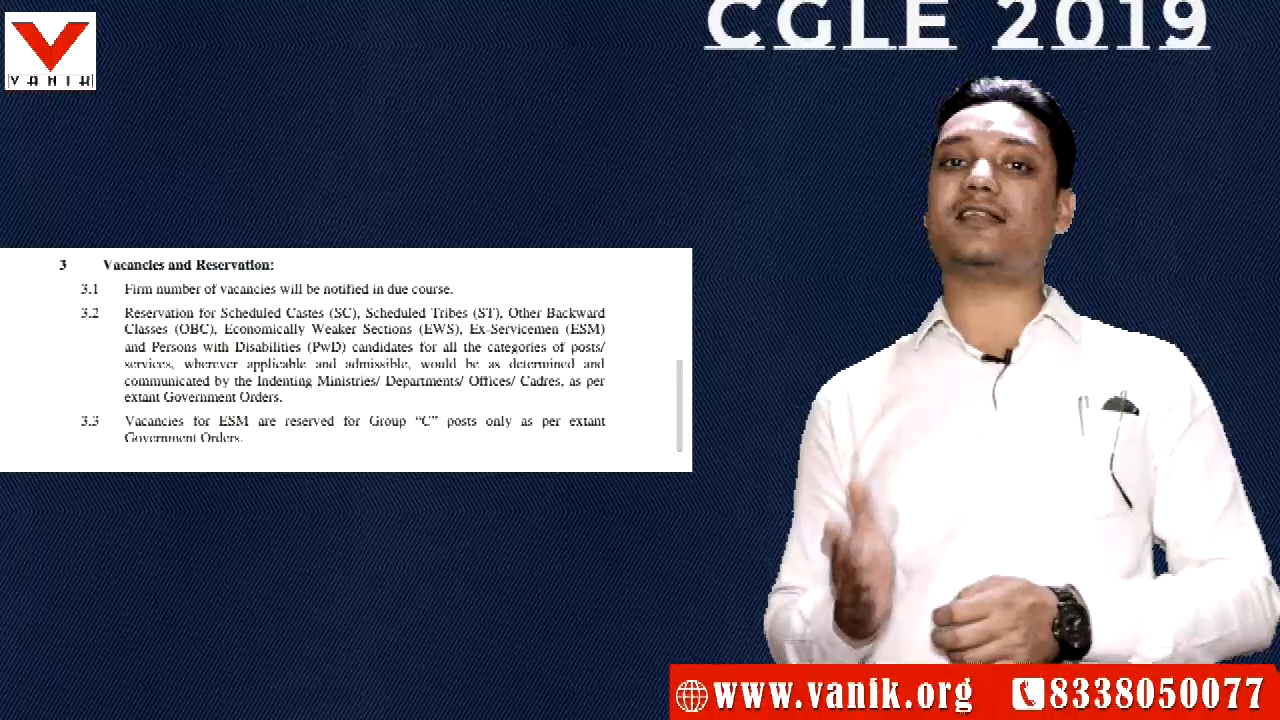 VANIK
CGLE 2019
3 Vacancies and Reservation:
3.1 Firm number of vacancies will be notified in due course.
3.2 Reservation for Scheduled Castes (SC), Scheduled Tribes (ST), Other Backward
Classes (OBC), Economically Weaker Sections (EWS), Ex-Servicemen (ESM)
and Persons with Disabilities (PwD) candidates for all the categories of posts/
services, wherever applicable and admissible, would be as determined and
communicated by the Indenting Ministries/ Departments/ Offices/ Cadres, as per
extant Government Orders.
3.3 Vacancies for ESM are reserved for Group “C” posts only as per extant
Government Orders.
www.vanik.org 8338050077